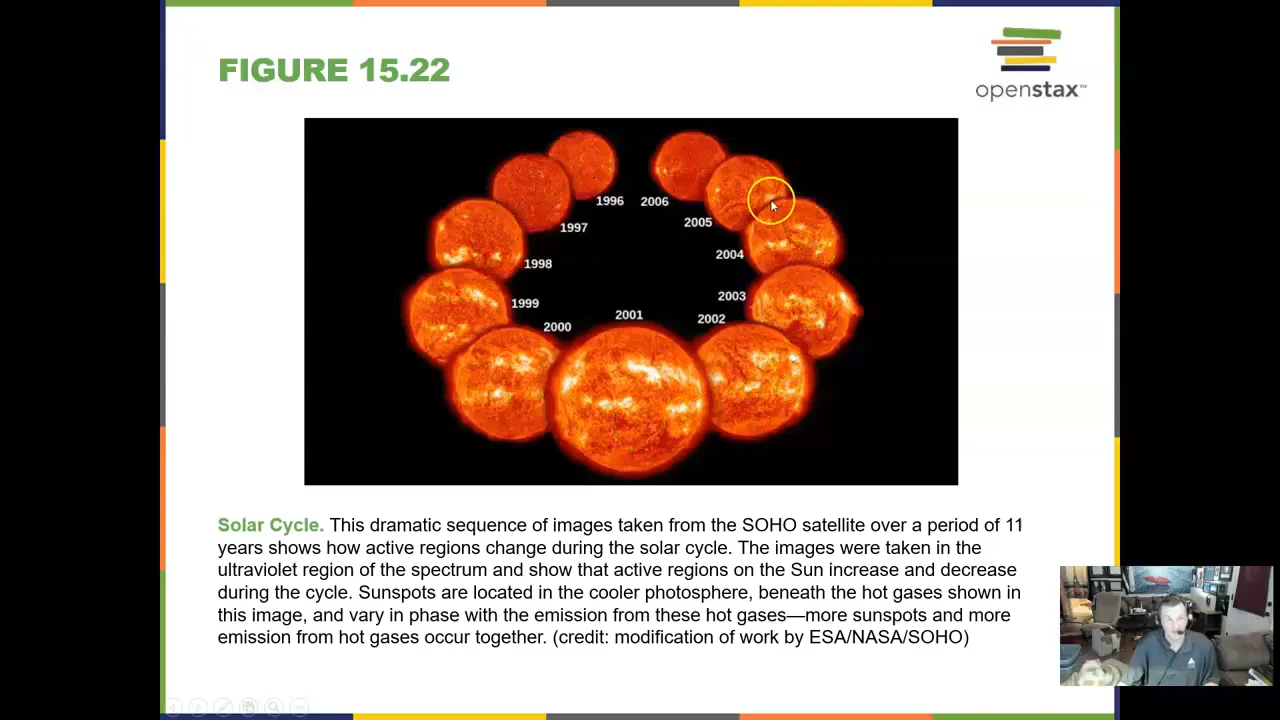 FIGURE 15.22
openstax™
1996
2006
1997
2005
1998
2004
1999
2003
2000
2001
2002
Solar Cycle. This dramatic sequence of images taken from the SOHO satellite over a period of 11
years shows how active regions change during the solar cycle. The images were taken in the
ultraviolet region of the spectrum and show that active regions on the Sun increase and decrease
during the cycle. Sunspots are located in the cooler photosphere, beneath the hot gases shown in
this image, and vary in phase with the emission from these hot gases—more sunspots and more
emission from hot gases occur together. (credit: modification of work by ESA/NASA/SOHO)